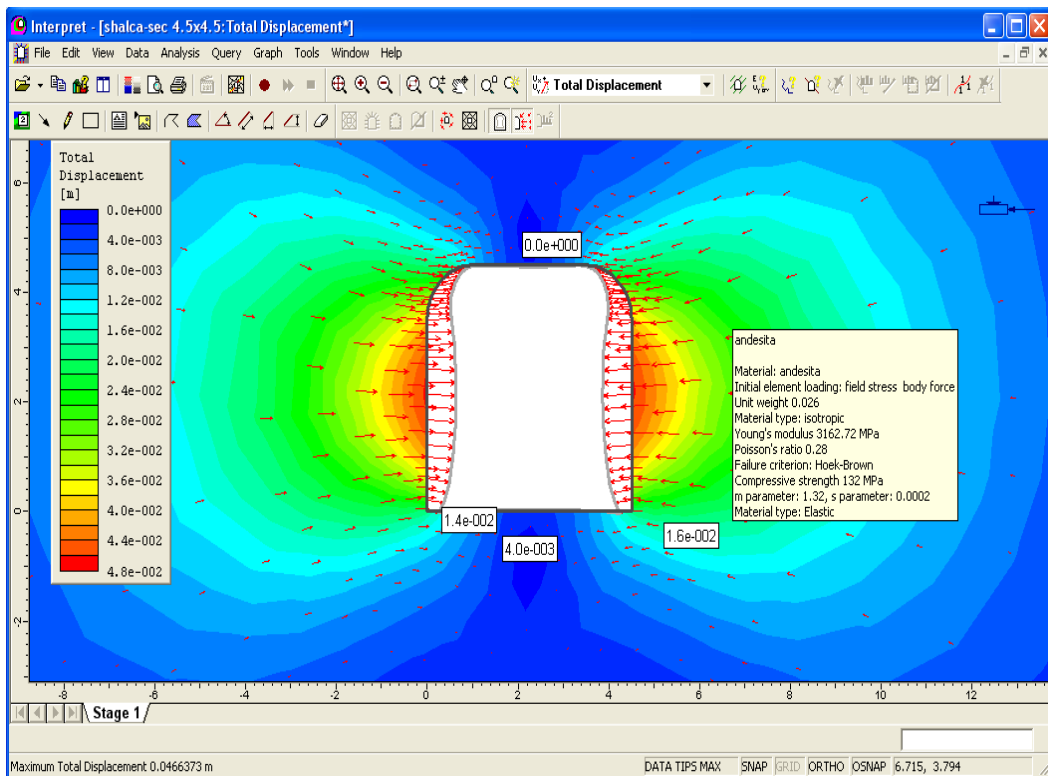 Interpret - [shalca-sec 4.5x4.5:Total Displacement*]
File Edit View Data Analysis Query Graph Tools Window Help
Total Displacement
Total
Displacement
[m]
0.0e+000
4.0e-003
8.0e-003
1.2e-002
1.6e-002
2.0e-002
2.4e-002
2.8e-002
3.2e-002
3.6e-002
4.0e-002
4.4e-002
4.8e-002
0.0e+000
andesita
Material: andesita
Initial element loading: field stress body force
Unit weight 0.026
Material type: isotropic
Young's modulus 3162.72 MPa
Poisson's ratio 0.28
Failure criterion: Hoek-Brown
Compressive strength 132 MPa
m parameter: 1.32, s parameter: 0.0002
Material type: Elastic
1.4e-002
4.0e-003
1.6e-002
6
4
2
0
-2
-8 -6 -4 -2 0 2 4 6 8 10 12
Stage 1
Maximum Total Displacement 0.0466373 m DATA TIPS MAX SNAP GRID ORTHO OSNAP 6.715, 3.794